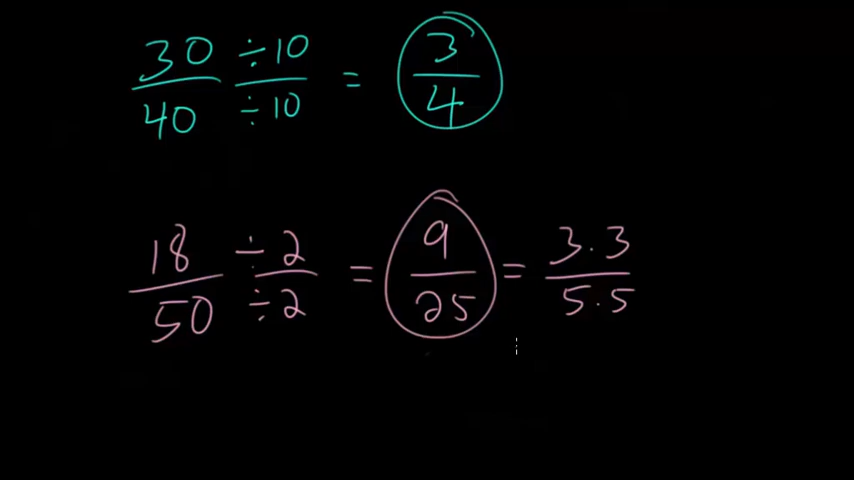 30/40 ÷10/÷10 = 3/4
18/50 ÷2/÷2 = 9/25 = 3·3/5·5